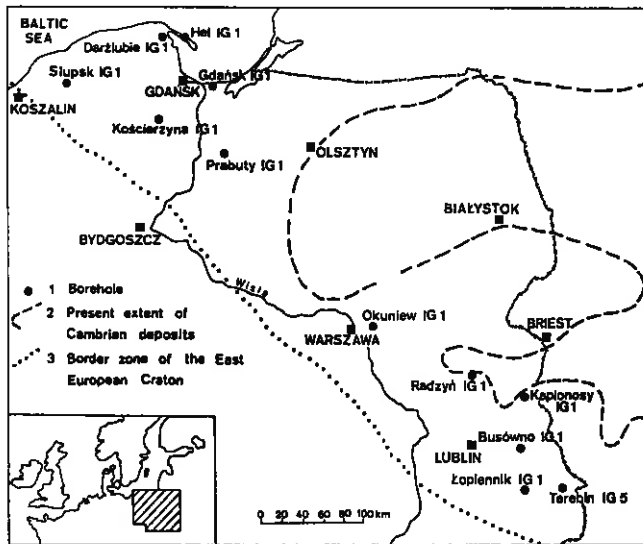 BALTIC
SEA
Darżlubie IG 1
Hel IG 1
Słupsk IG 1
Gdańsk IG 1
GDAŃSK
KOSZALIN
Kościerzyna IG 1
Prabuty IG 1
OLSZTYN
BIAŁYSTOK
BYDGOSZCZ
Wisła
1 Borehole
2 Present extent of
Cambrian deposits
3 Border zone of the East
European Craton
Okuniew IG 1
WARSZAWA
BRIEST
Radzyń IG 1
Kaplonosy
IG 1
Busówno IG 1
LUBLIN
Łopiennik IG 1
Terebin IG 5
0 20 40 60 80 100 km